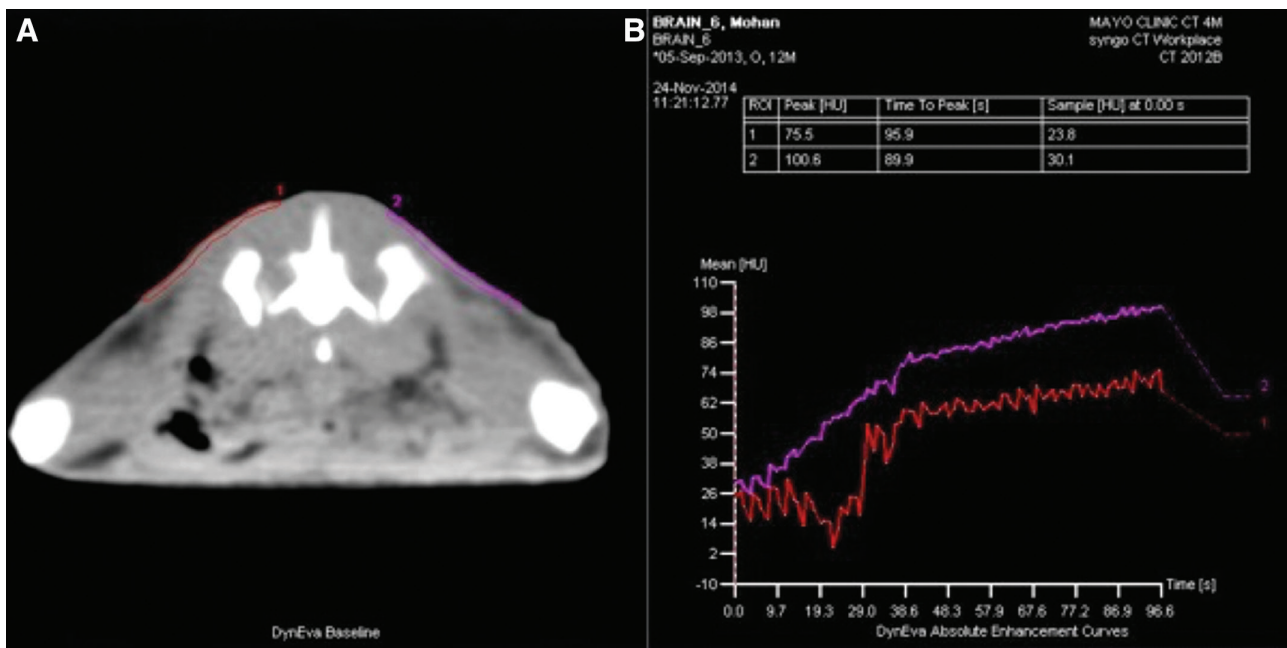 A
1
2
DynEva Baseline
B
BRAIN_6, Mohan
BRAIN_6
*05-Sep-2013, O, 12M
24-Nov-2014
11:21:12.77
MAYO CLINIC CT 4M
syngo CT Workplace
CT 2012B
ROI Peak [HU] Time To Peak [s] Sample [HU] at 0.00 s
1 75.5 95.9 23.8
2 100.6 89.9 30.1
Mean [HU]
110
98
86
74
62
50
38
26
14
2
-10
2
1
Time [s]
0.0 9.7 19.3 29.0 38.6 48.3 57.9 67.6 77.2 86.9 96.6
DynEva Absolute Enhancement Curves